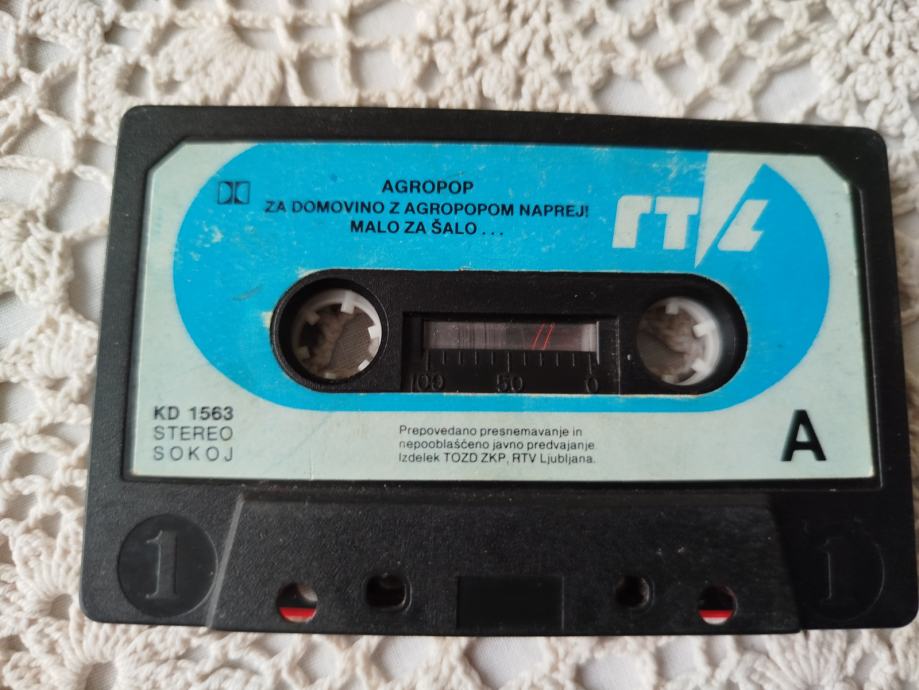 AGROPOP
ZA DOMOVINO Z AGROPOPOM NAPREJ!
MALO ZA ŠALO...
RTVL
100 50 0
KD 1563
STEREO
SOKOJ
Prepovedano presnemavanje in
nepooblaščeno javno predvajanje.
Izdelek TOZD ZKP, RTV Ljubljana.
A
1 1